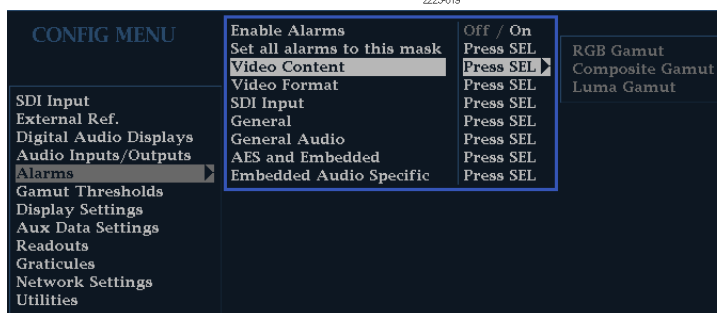 CONFIG MENU
SDI Input
External Ref.
Digital Audio Displays
Audio Inputs/Outputs
Alarms
Gamut Thresholds
Display Settings
Aux Data Settings
Readouts
Graticules
Network Settings
Utilities
Enable Alarms Off / On
Set all alarms to this mask Press SEL
Video Content Press SEL
Video Format Press SEL
SDI Input Press SEL
General Press SEL
General Audio Press SEL
AES and Embedded Press SEL
Embedded Audio Specific Press SEL
RGB Gamut
Composite Gamut
Luma Gamut